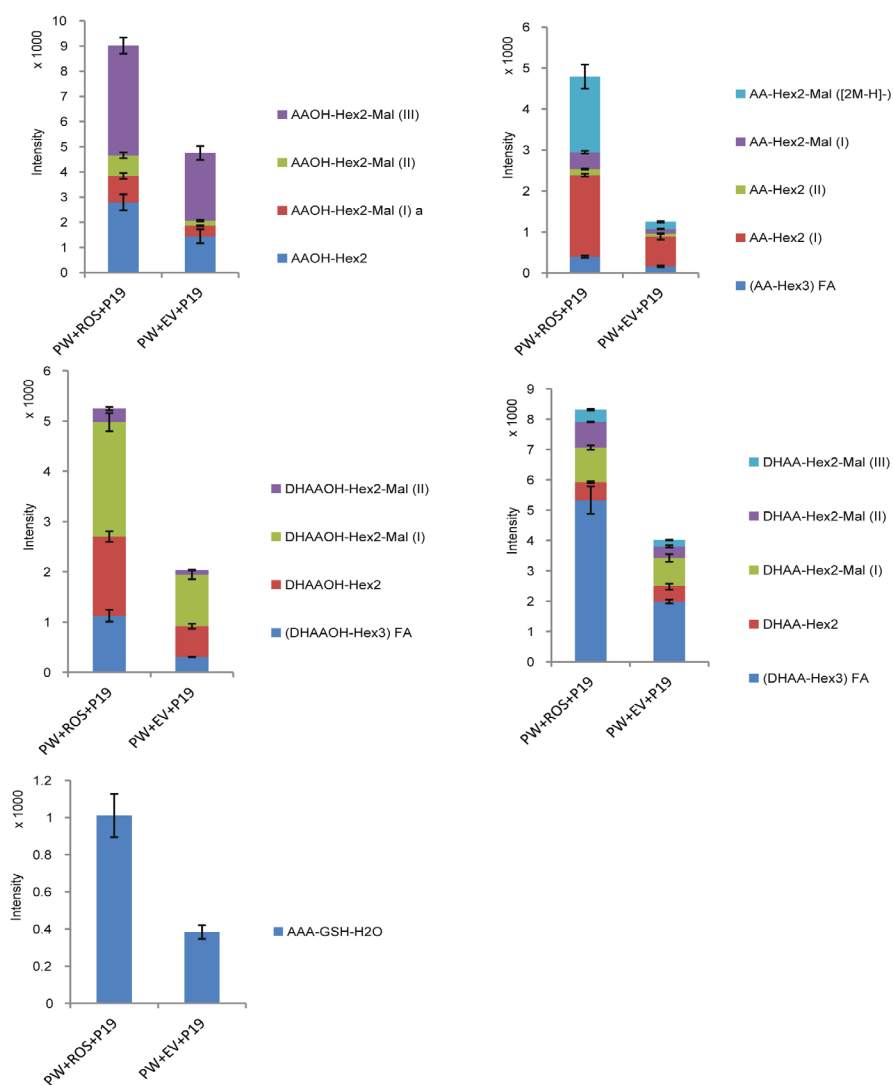 x 1000
Intensity
10
9
8
7
6
5
4
3
2
1
0
PW+ROS+P19
PW+EV+P19
AAOH-Hex2-Mal (III)
AAOH-Hex2-Mal (II)
AAOH-Hex2-Mal (I) a
AAOH-Hex2
x 1000
Intensity
6
5
4
3
2
1
0
PW+ROS+P19
PW+EV+P19
AA-Hex2-Mal ([2M-H]-)
AA-Hex2-Mal (I)
AA-Hex2 (II)
AA-Hex2 (I)
(AA-Hex3) FA
x 1000
Intensity
6
5
4
3
2
1
0
PW+ROS+P19
PW+EV+P19
DHAAOH-Hex2-Mal (II)
DHAAOH-Hex2-Mal (I)
DHAAOH-Hex2
(DHAAOH-Hex3) FA
x 1000
Intensity
9
8
7
6
5
4
3
2
1
0
PW+ROS+P19
PW+EV+P19
DHAA-Hex2-Mal (III)
DHAA-Hex2-Mal (II)
DHAA-Hex2-Mal (I)
DHAA-Hex2
(DHAA-Hex3) FA
x 1000
Intensity
1.2
1
0.8
0.6
0.4
0.2
0
PW+ROS+P19
PW+EV+P19
AAA-GSH-H2O